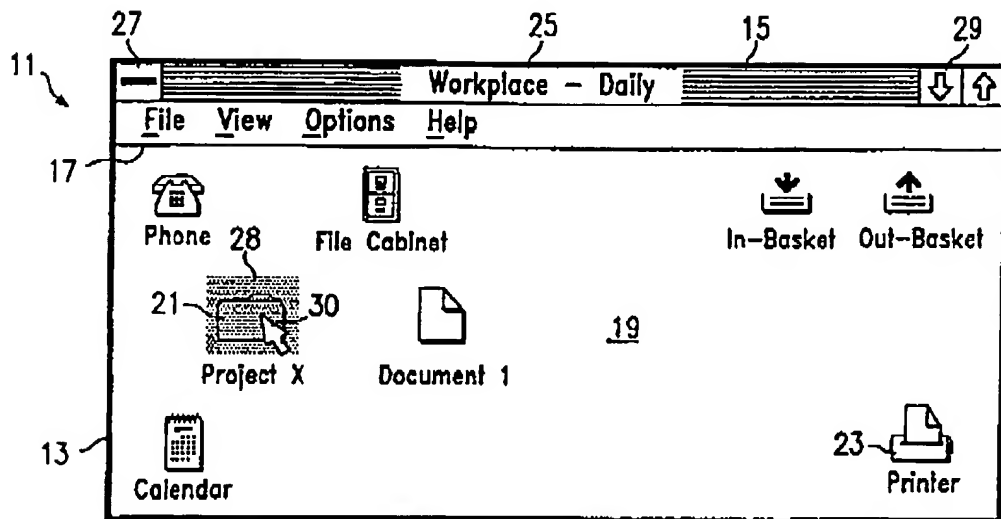 27 25 15 29
11
Workplace – Daily
File View Options Help
17
Phone File Cabinet In-Basket Out-Basket
28
21 30 19
Project X Document 1
13 23
Calendar Printer